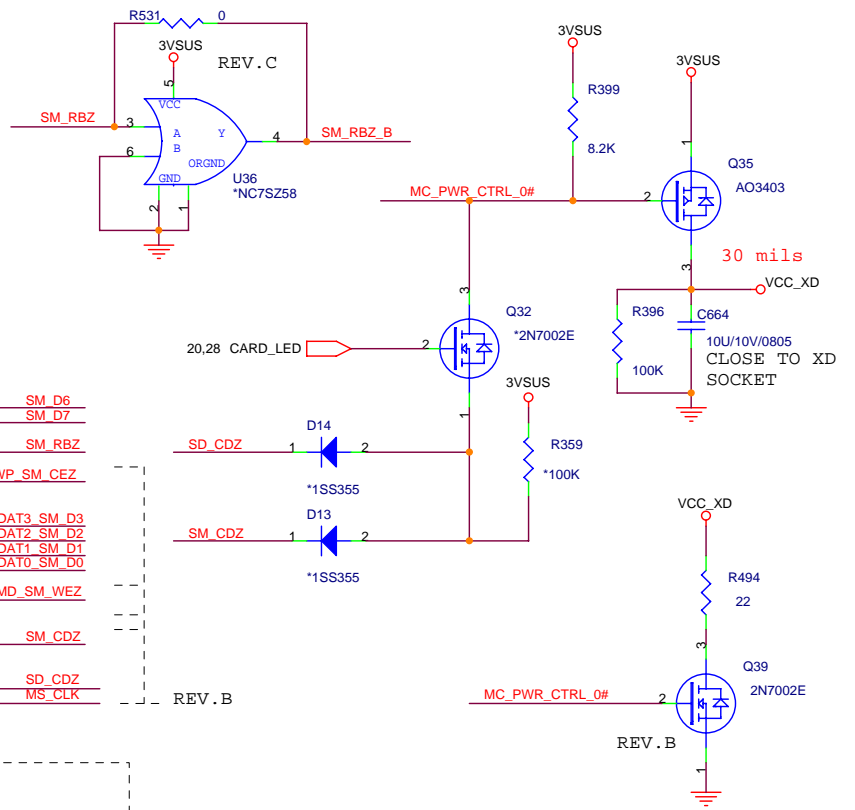 R531 0
3VSUS
REV.C
5
VCC
SM_RBZ 3 A Y 4 SM_RBZ_B
6 B
ORGND
GND
U36
*NC7SZ58
2 1
3VSUS
R399
8.2K
3VSUS
1
Q35
AO3403
MC_PWR_CTRL_0# 2
3
30 mils
VCC_XD
R396
100K
C664
10U/10V/0805
CLOSE TO XD
SOCKET
3
Q32
*2N7002E
20,28 CARD_LED 2
1
3VSUS
R359
*100K
D14
SD_CDZ 1 2
*1SS355
D13
SM_CDZ 1 2
*1SS355
SM_D6
SM_D7
SM_RBZ
WP_SM_CEZ
DAT3_SM_D3
DAT2_SM_D2
DAT1_SM_D1
DAT0_SM_D0
MD_SM_WEZ
SM_CDZ
SD_CDZ
MS_CLK
REV.B
VCC_XD
R494
22
3
Q39
2N7002E
MC_PWR_CTRL_0# 2
REV.B
1